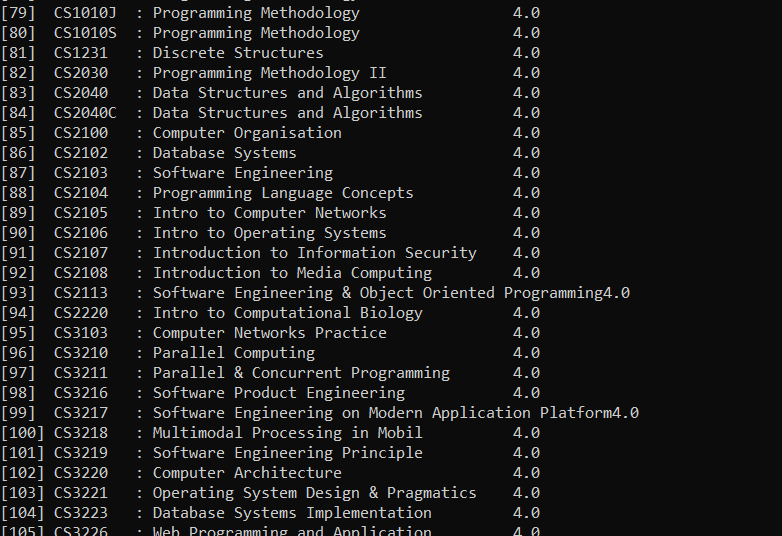 [79] CS1010J : Programming Methodology 4.0
[80] CS1010S : Programming Methodology 4.0
[81] CS1231 : Discrete Structures 4.0
[82] CS2030 : Programming Methodology II 4.0
[83] CS2040 : Data Structures and Algorithms 4.0
[84] CS2040C : Data Structures and Algorithms 4.0
[85] CS2100 : Computer Organisation 4.0
[86] CS2102 : Database Systems 4.0
[87] CS2103 : Software Engineering 4.0
[88] CS2104 : Programming Language Concepts 4.0
[89] CS2105 : Intro to Computer Networks 4.0
[90] CS2106 : Intro to Operating Systems 4.0
[91] CS2107 : Introduction to Information Security 4.0
[92] CS2108 : Introduction to Media Computing 4.0
[93] CS2113 : Software Engineering & Object Oriented Programming4.0
[94] CS2220 : Intro to Computational Biology 4.0
[95] CS3103 : Computer Networks Practice 4.0
[96] CS3210 : Parallel Computing 4.0
[97] CS3211 : Parallel & Concurrent Programming 4.0
[98] CS3216 : Software Product Engineering 4.0
[99] CS3217 : Software Engineering on Modern Application Platform4.0
[100] CS3218 : Multimodal Processing in Mobil 4.0
[101] CS3219 : Software Engineering Principle 4.0
[102] CS3220 : Computer Architecture 4.0
[103] CS3221 : Operating System Design & Pragmatics 4.0
[104] CS3223 : Database Systems Implementation 4.0
[105] CS3226 : Web Programming and Application 4.0